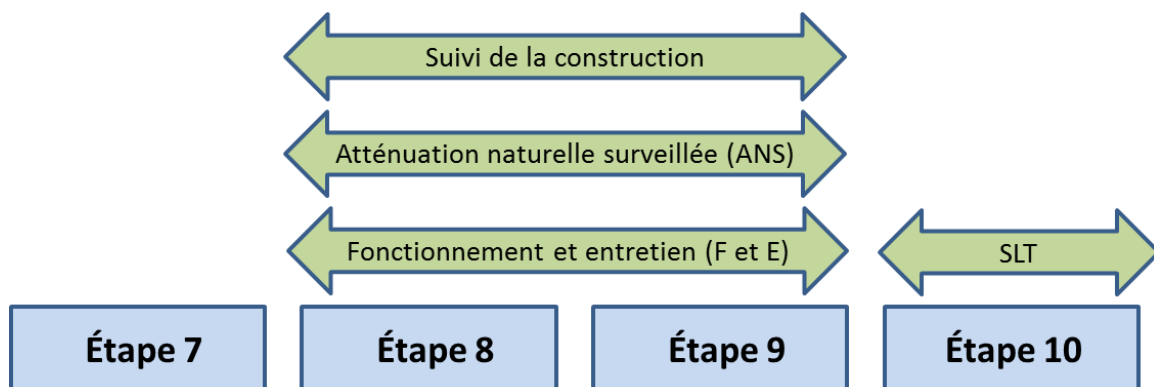 Suivi de la construction
Atténuation naturelle surveillée (ANS)
Fonctionnement et entretien (F et E)
SLT
Étape 7
Étape 8
Étape 9
Étape 10